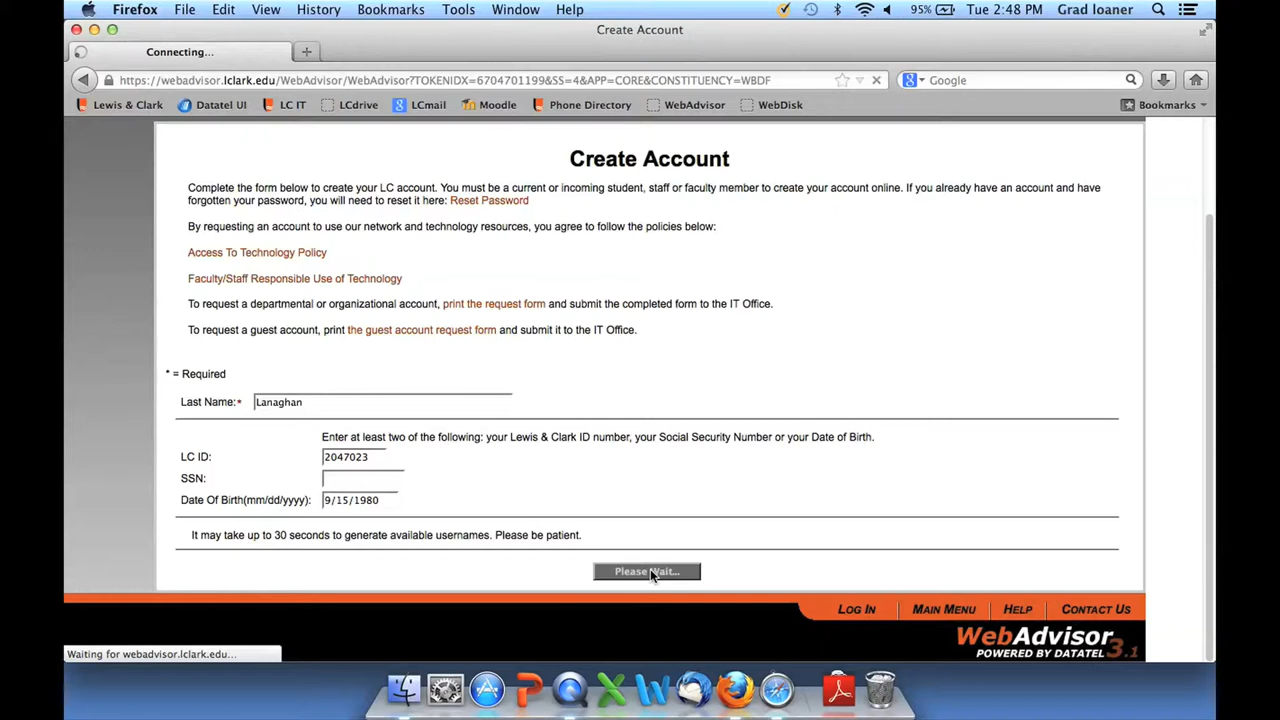 Firefox File Edit View History Bookmarks Tools Window Help 95% Tue 2:48 PM Grad loaner
Create Account
Connecting...
https://webadvisor.lclark.edu/WebAdvisor/WebAdvisor?TOKENIDX=6704701199&SS=4&APP=CORE&CONSTITUENCY=WBDF Google
Lewis & Clark Datatel UI LC IT LCdrive LCmail Moodle Phone Directory WebAdvisor WebDisk Bookmarks
Create Account
Complete the form below to create your LC account. You must be a current or incoming student, staff or faculty member to create your account online. If you already have an account and have
forgotten your password, you will need to reset it here: Reset Password
By requesting an account to use our network and technology resources, you agree to follow the policies below:
Access To Technology Policy
Faculty/Staff Responsible Use of Technology
To request a departmental or organizational account, print the request form and submit the completed form to the IT Office.
To request a guest account, print the guest account request form and submit it to the IT Office.
* = Required
Last Name:* Lanaghan
Enter at least two of the following: your Lewis & Clark ID number, your Social Security Number or your Date of Birth.
LC ID: 2047023
SSN:
Date Of Birth(mm/dd/yyyy): 9/15/1980
It may take up to 30 seconds to generate available usernames. Please be patient.
Please Wait...
LOG IN MAIN MENU HELP CONTACT US
WebAdvisor 3.1
POWERED BY DATATEL
Waiting for webadvisor.lclark.edu...